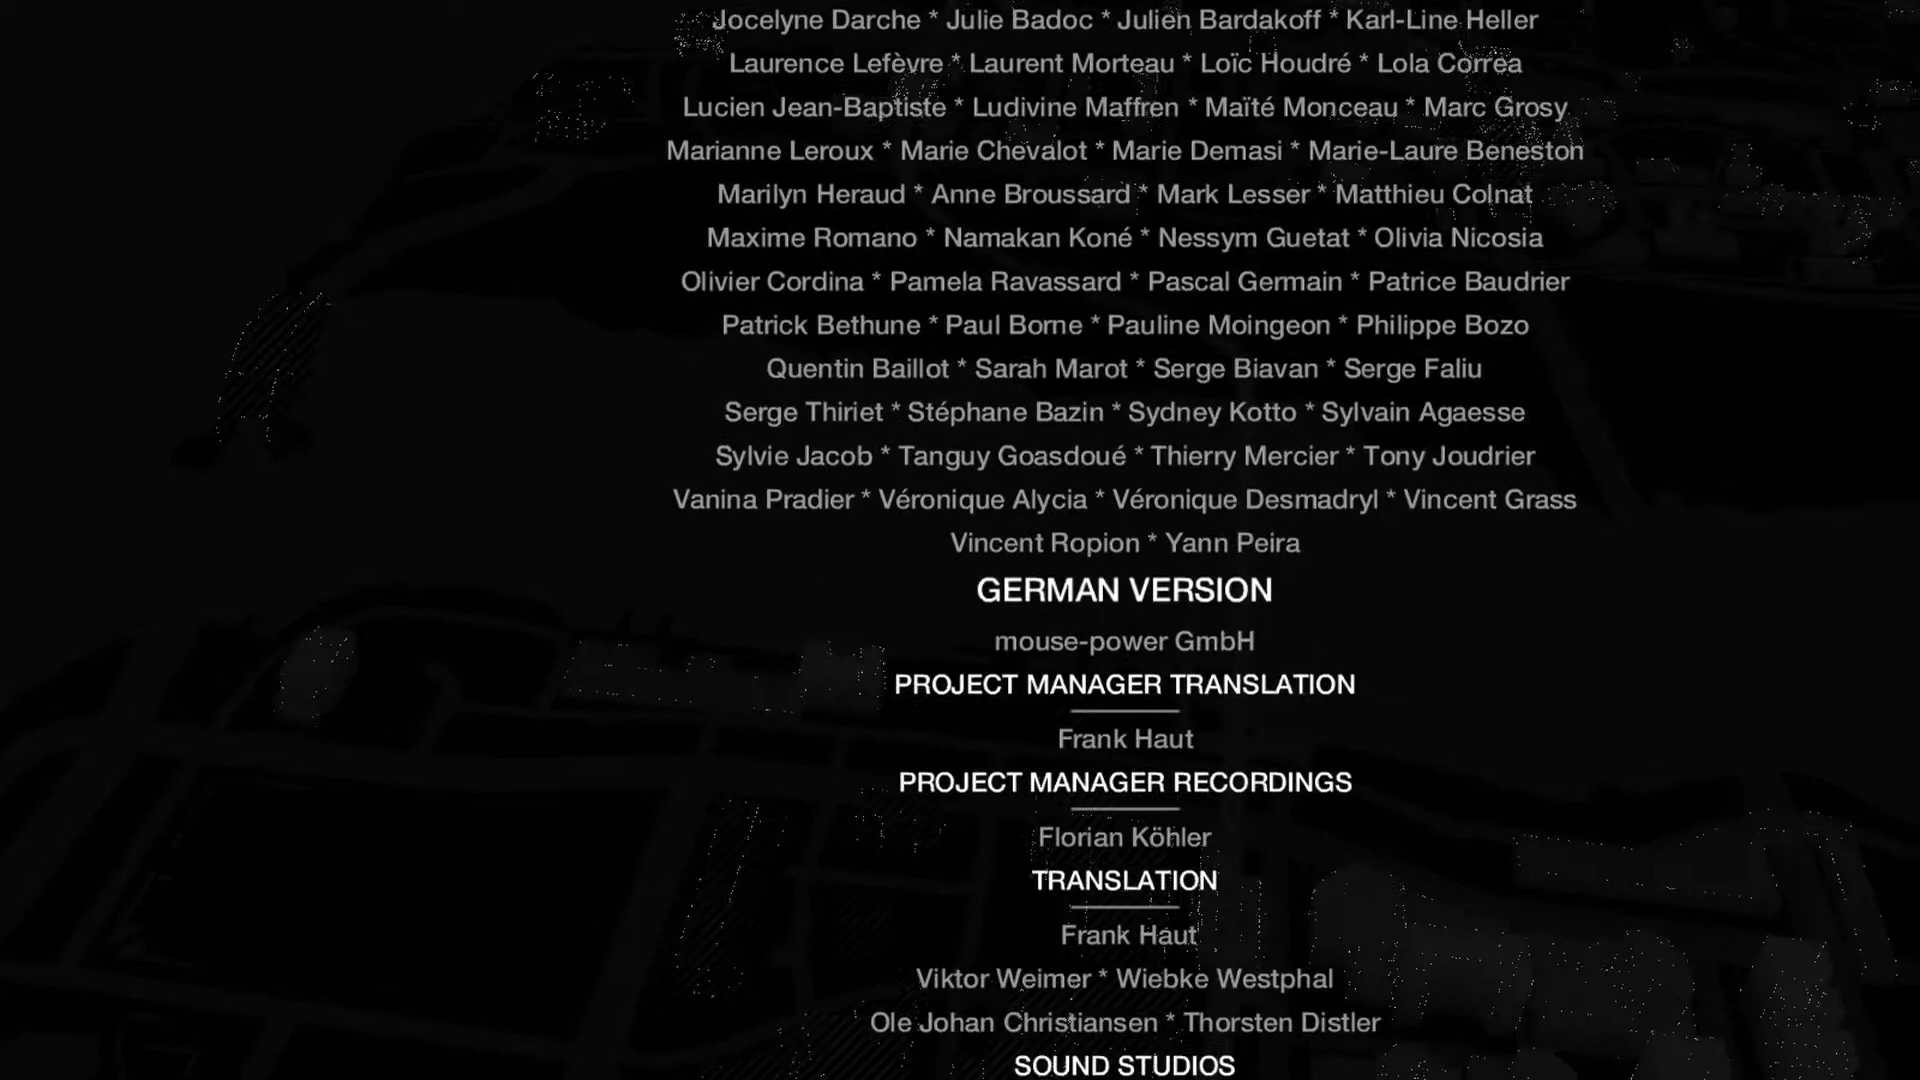 Jocelyne Darche * Julie Badoc * Julien Bardakoff * Karl-Line Heller
Laurence Lefèvre * Laurent Morteau * Loïc Houdré * Lola Correa
Lucien Jean-Baptiste * Ludivine Maffren * Maïté Monceau * Marc Grosy
Marianne Leroux * Marie Chevalot * Marie Demasi * Marie-Laure Beneston
Marilyn Heraud * Anne Broussard * Mark Lesser * Matthieu Colnat
Maxime Romano * Namakan Koné * Nessym Guetat * Olivia Nicosia
Olivier Cordina * Pamela Ravassard * Pascal Germain * Patrice Baudrier
Patrick Bethune * Paul Borne * Pauline Moingeon * Philippe Bozo
Quentin Baillot * Sarah Marot * Serge Biavan * Serge Faliu
Serge Thiriet * Stéphane Bazin * Sydney Kotto * Sylvain Agaesse
Sylvie Jacob * Tanguy Goasdoué * Thierry Mercier * Tony Joudrier
Vanina Pradier * Véronique Alycia * Véronique Desmadryl * Vincent Grass
Vincent Ropion * Yann Peira
GERMAN VERSION
mouse-power GmbH
PROJECT MANAGER TRANSLATION
Frank Haut
PROJECT MANAGER RECORDINGS
Florian Köhler
TRANSLATION
Frank Haut
Viktor Weimer * Wiebke Westphal
Ole Johan Christiansen * Thorsten Distler
SOUND STUDIOS